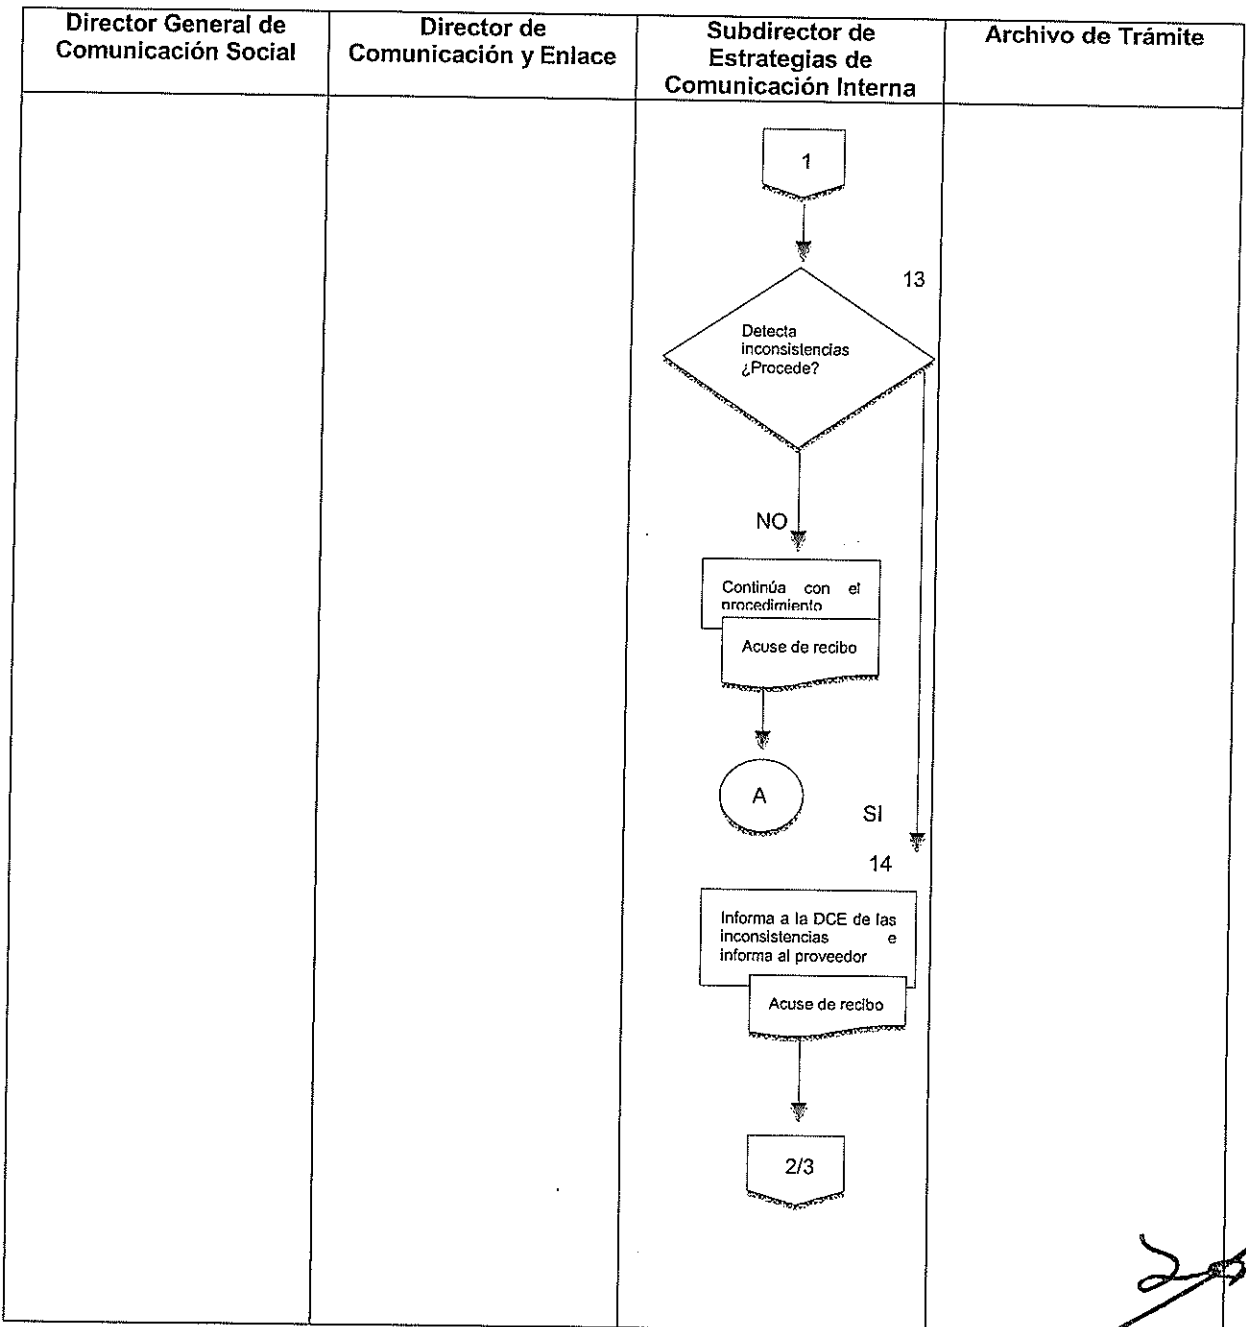 Director General de
Comunicación Social
Director de
Comunicación y Enlace
Subdirector de
Estrategias de
Comunicación Interna
Archivo de Trámite
1
13
Detecta
inconsistencias
¿Procede?
NO
Continúa con el
procedimiento
Acuse de recibo
A
SI
14
Informa a la DCE de las
inconsistencias e
informa al proveedor
Acuse de recibo
2/3